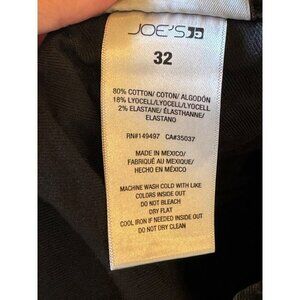 JOE'S
32
80% COTTON/ COTON/ ALGODÓN
18% LYOCELL/LYOCELL/LYOCELL
2% ELASTANE/ ÉLASTHANNE/
ELASTANO
RN#149497 CA#35037
MADE IN MEXICO/
FABRIQUÉ AU MEXIQUE/
HECHO EN MÉXICO
MACHINE WASH COLD WITH LIKE
COLORS INSIDE OUT
DO NOT BLEACH
DRY FLAT
COOL IRON IF NEEDED INSIDE OUT
DO NOT DRY CLEAN